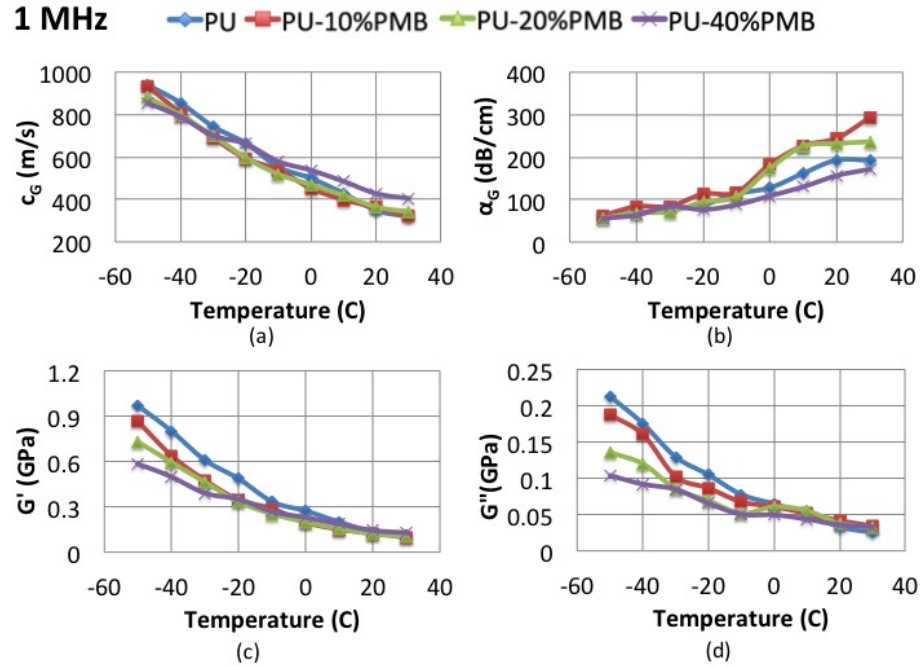 1 MHz
PU PU-10%PMB PU-20%PMB PU-40%PMB
1000
800
600
400
200
c_G (m/s)
-60 -40 -20 0 20 40
Temperature (C)
(a)
400
300
200
100
0
α_G (dB/cm)
-60 -40 -20 0 20 40
Temperature (C)
(b)
1.2
0.9
0.6
0.3
0
G' (GPa)
-60 -40 -20 0 20 40
Temperature (C)
(c)
0.25
0.2
0.15
0.1
0.05
0
G"(GPa)
-60 -40 -20 0 20 40
Temperature (C)
(d)